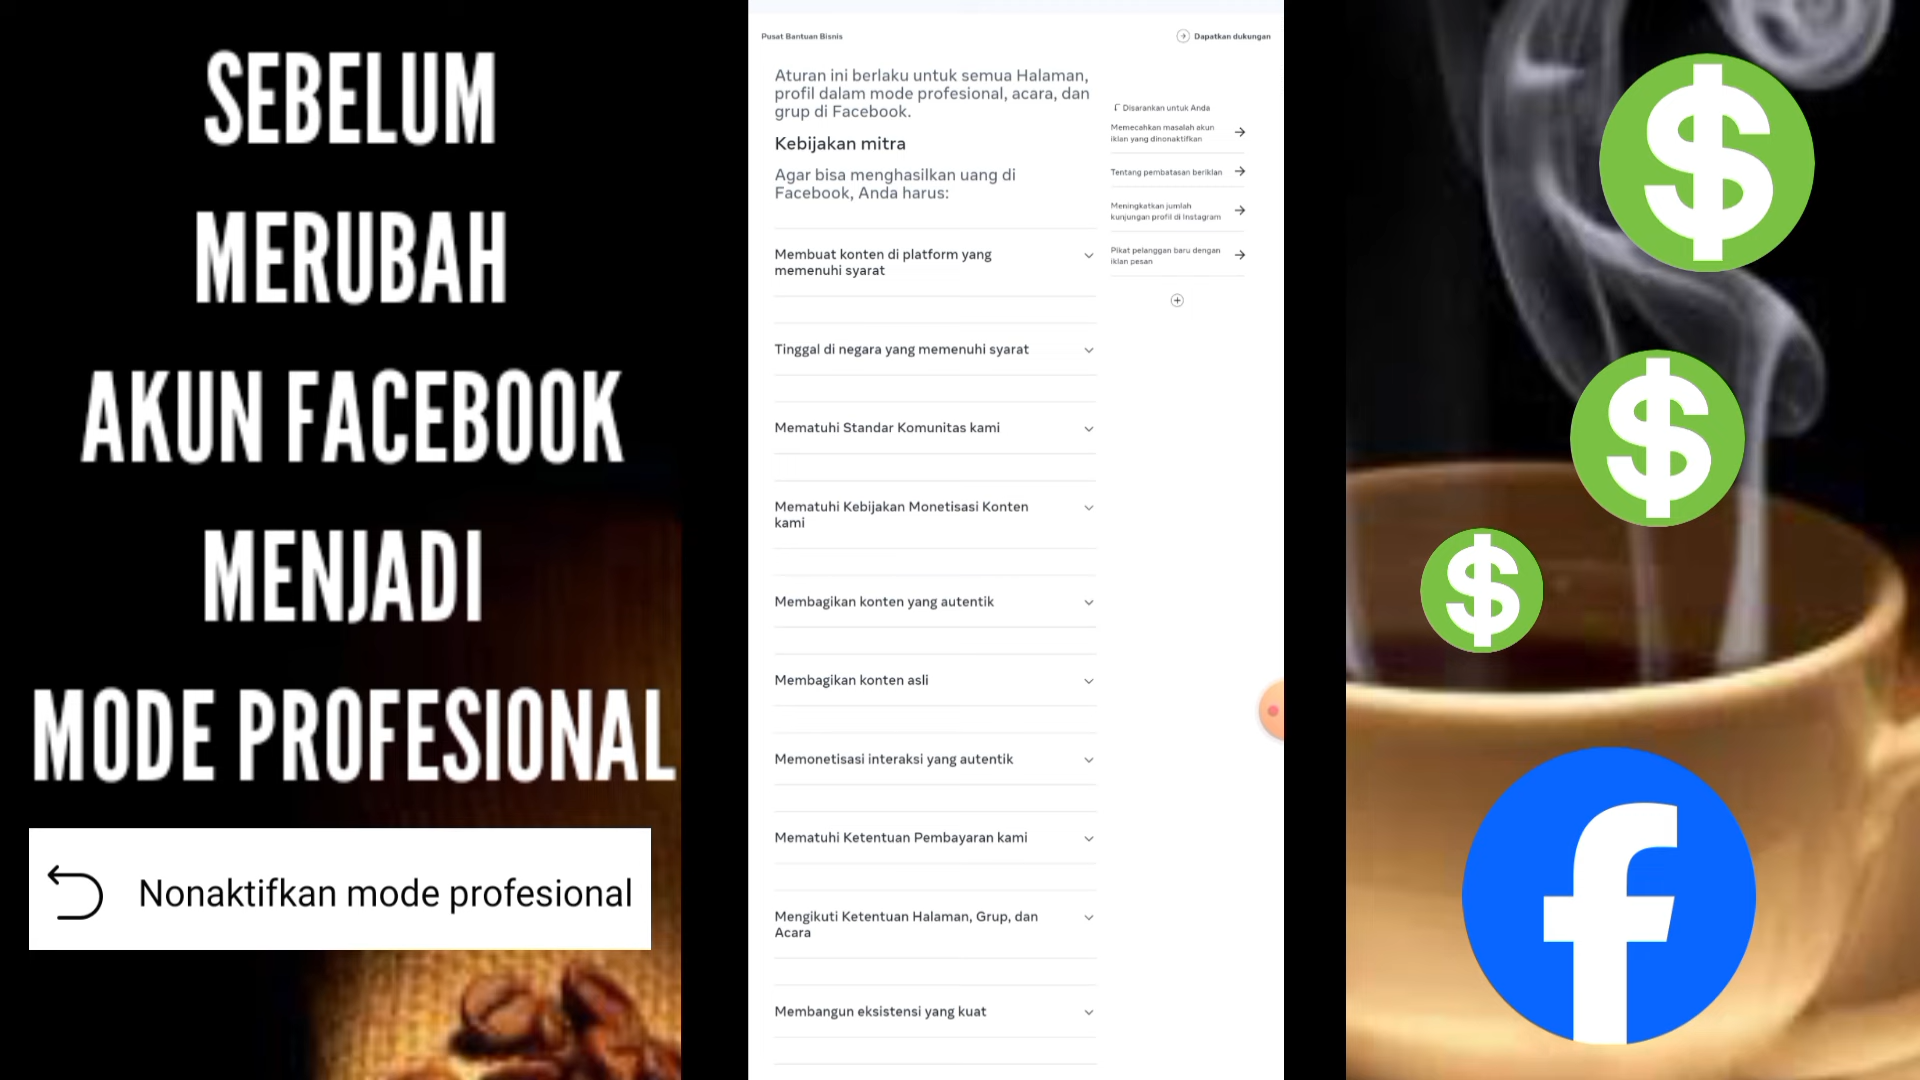 SEBELUM
MERUBAH
AKUN FACEBOOK
MENJADI
MODE PROFESIONAL
Nonaktifkan mode profesional
Pusat Bantuan Bisnis
Dapatkan dukungan
Aturan ini berlaku untuk semua Halaman,
profil dalam mode profesional, acara, dan
grup di Facebook.
Kebijakan mitra
Agar bisa menghasilkan uang di
Facebook, Anda harus:
Membuat konten di platform yang
memenuhi syarat
Tinggal di negara yang memenuhi syarat
Mematuhi Standar Komunitas kami
Mematuhi Kebijakan Monetisasi Konten
kami
Membagikan konten yang autentik
Membagikan konten asli
Memonetisasi interaksi yang autentik
Mematuhi Ketentuan Pembayaran kami
Mengikuti Ketentuan Halaman, Grup, dan
Acara
Membangun eksistensi yang kuat
Disarankan untuk Anda
Memecahkan masalah akun
iklan yang dinonaktifkan
Tentang pembatasan beriklan
Meningkatkan jumlah
kunjungan profil di Instagram
Pikat pelanggan baru dengan
iklan pesan
$
$
$
f